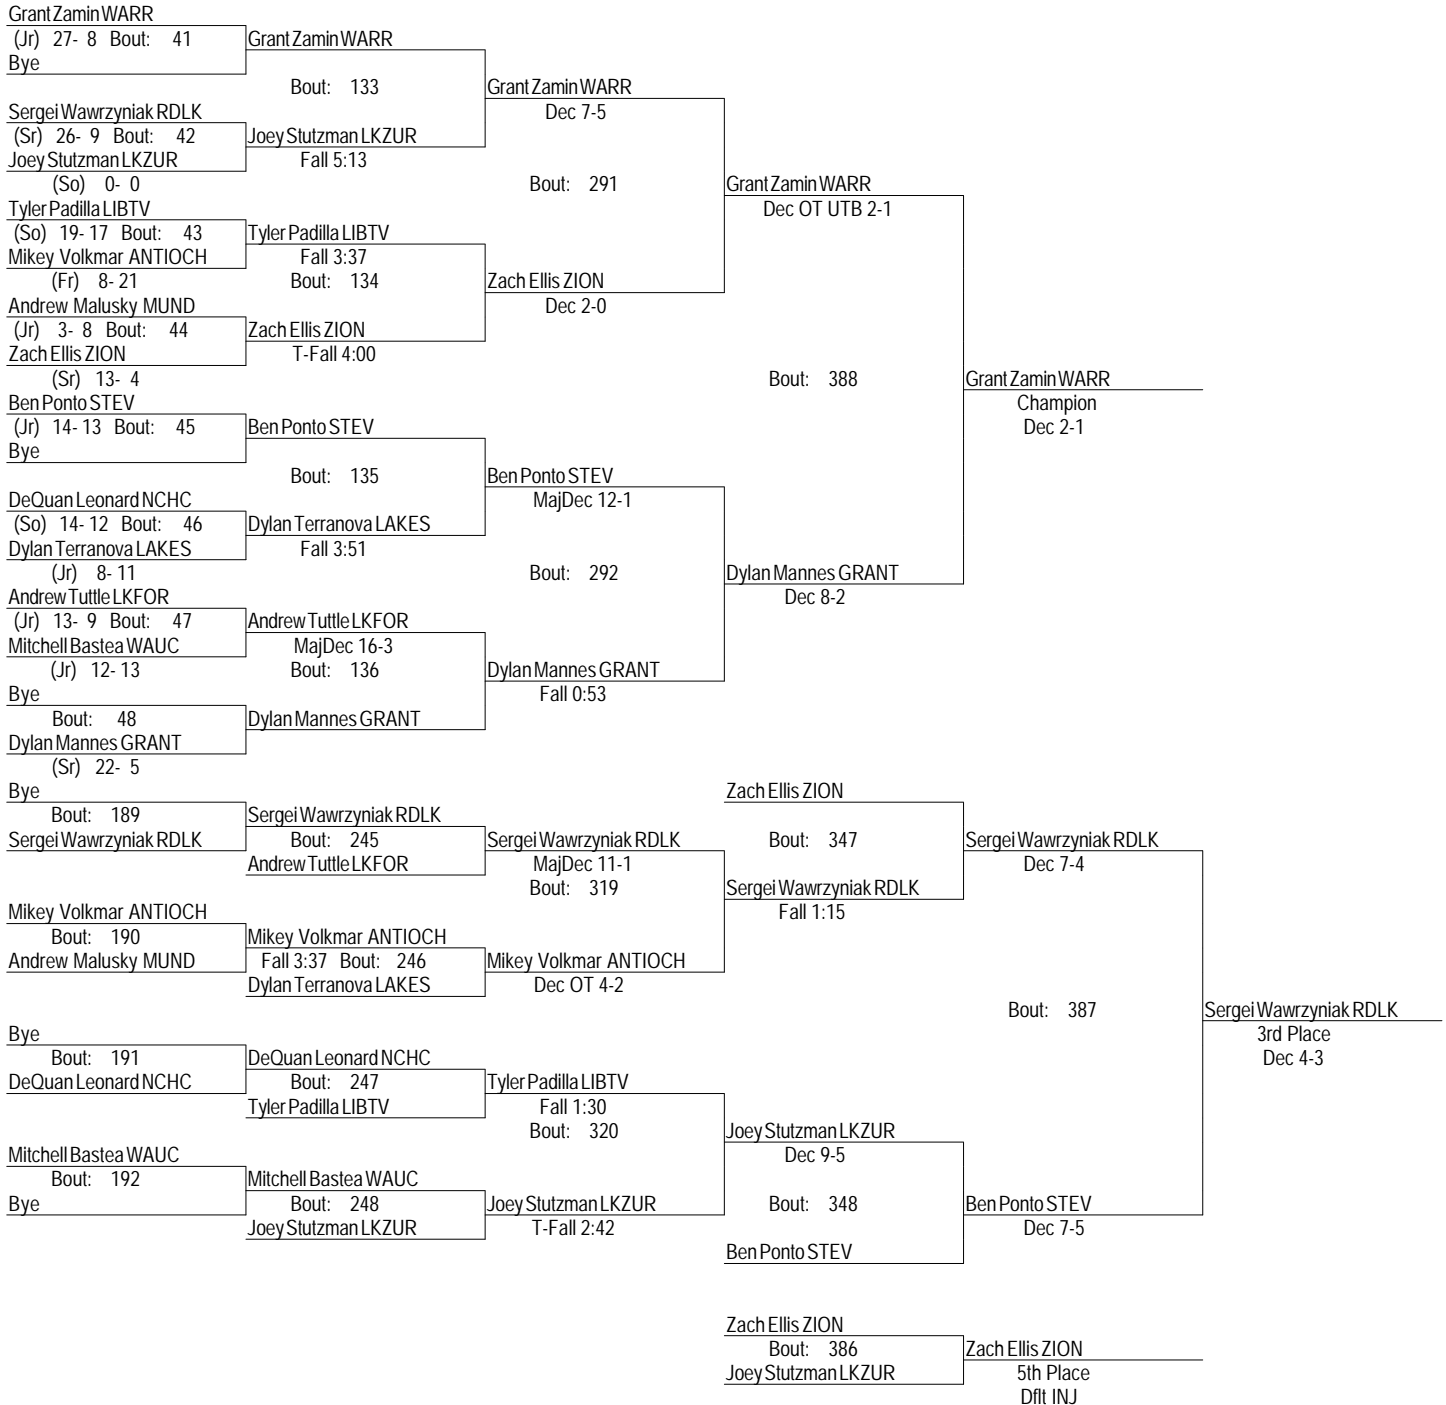 Grant Zamin WARR
(Jr) 27- 8 Bout: 41
Grant Zamin WARR
Bye
Bout: 133
Grant Zamin WARR
Sergei Wawrzyniak RDLK
Dec 7-5
(Sr) 26- 9 Bout: 42
Joey Stutzman LKZUR
Joey Stutzman LKZUR
Fall 5:13
(So) 0- 0
Bout: 291
Grant Zamin WARR
Tyler Padilla LIBTV
Dec OT UTB 2-1
(So) 19- 17 Bout: 43
Tyler Padilla LIBTV
Mikey Volkmar ANTIOCH
Fall 3:37
(Fr) 8- 21
Bout: 134
Zach Ellis ZION
Andrew Malusky MUND
Dec 2-0
(Jr) 3- 8 Bout: 44
Zach Ellis ZION
Zach Ellis ZION
T-Fall 4:00
(Sr) 13- 4
Bout: 388
Grant Zamin WARR
Ben Ponto STEV
Champion
(Jr) 14- 13 Bout: 45
Ben Ponto STEV
Dec 2-1
Bye
Bout: 135
Ben Ponto STEV
DeQuan Leonard NCHC
MajDec 12-1
(So) 14- 12 Bout: 46
Dylan Terranova LAKES
Dylan Terranova LAKES
Fall 3:51
(Jr) 8- 11
Bout: 292
Dylan Mannes GRANT
Andrew Tuttle LKFOR
Dec 8-2
(Jr) 13- 9 Bout: 47
Andrew Tuttle LKFOR
Mitchell Bastea WAUC
MajDec 16-3
(Jr) 12- 13
Bout: 136
Dylan Mannes GRANT
Bye
Fall 0:53
Bout: 48
Dylan Mannes GRANT
Dylan Mannes GRANT
(Sr) 22- 5
Bye
Zach Ellis ZION
Bout: 189
Sergei Wawrzyniak RDLK
Sergei Wawrzyniak RDLK
Bout: 245
Sergei Wawrzyniak RDLK
Bout: 347
Sergei Wawrzyniak RDLK
Andrew Tuttle LKFOR
MajDec 11-1
Dec 7-4
Bout: 319
Sergei Wawrzyniak RDLK
Mikey Volkmar ANTIOCH
Fall 1:15
Bout: 190
Mikey Volkmar ANTIOCH
Andrew Malusky MUND
Fall 3:37 Bout: 246
Mikey Volkmar ANTIOCH
Dylan Terranova LAKES
Dec OT 4-2
Bout: 387
Sergei Wawrzyniak RDLK
Bye
3rd Place
Bout: 191
DeQuan Leonard NCHC
Dec 4-3
DeQuan Leonard NCHC
Bout: 247
Tyler Padilla LIBTV
Tyler Padilla LIBTV
Fall 1:30
Bout: 320
Joey Stutzman LKZUR
Mitchell Bastea WAUC
Dec 9-5
Bout: 192
Mitchell Bastea WAUC
Bye
Bout: 248
Joey Stutzman LKZUR
Bout: 348
Ben Ponto STEV
Joey Stutzman LKZUR
T-Fall 2:42
Dec 7-5
Ben Ponto STEV
Zach Ellis ZION
Bout: 386
Zach Ellis ZION
Joey Stutzman LKZUR
5th Place
Dflt INJ